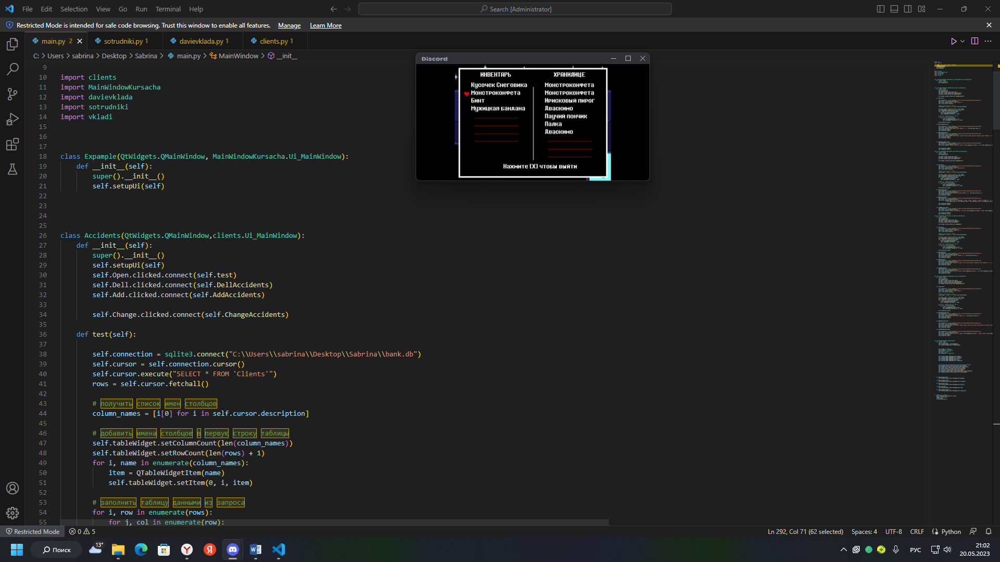 File Edit Selection View Go Run Terminal Help
Search [Administrator]
Restricted Mode is intended for safe code browsing. Trust this window to enable all features. Manage Learn More
main.py 2 sotrudniki.py 1 davievklada.py 1 clients.py 1
C: > Users > sabrina > Desktop > Sabrina > main.py > MainWindow > __init__
9
10 import clients
11 import MainWindowKursacha
12 import davievklada
13 import sotrudniki
14 import vkladi
15
16
17
18 class Expample(QtWidgets.QMainWindow, MainWindowKursacha.Ui_MainWindow):
19 def __init__(self):
20 super().__init__()
21 self.setupUi(self)
22
23
24
25
26 class Accidents(QtWidgets.QMainWindow,clients.Ui_MainWindow):
27 def __init__(self):
28 super().__init__()
29 self.setupUi(self)
30 self.Open.clicked.connect(self.test)
31 self.Dell.clicked.connect(self.DellAccidents)
32 self.Add.clicked.connect(self.AddAccidents)
33
34 self.Change.clicked.connect(self.ChangeAccidents)
35
36 def test(self):
37
38 self.connection = sqlite3.connect("C:\\Users\\sabrina\\Desktop\\Sabrina\\bank.db")
39 self.cursor = self.connection.cursor()
40 self.cursor.execute("SELECT * FROM 'Clients'")
41 rows = self.cursor.fetchall()
42
43 # получить список имен столбцов
44 column_names = [i[0] for i in self.cursor.description]
45
46 # добавить имена столбцов в первую строку таблицы
47 self.tableWidget.setColumnCount(len(column_names))
48 self.tableWidget.setRowCount(len(rows) + 1)
49 for i, name in enumerate(column_names):
50 item = QTableWidgetItem(name)
51 self.tableWidget.setItem(0, i, item)
52
53 # заполнить таблицу данными из запроса
54 for i, row in enumerate(rows):
55 for j, col in enumerate(row):
Discord
ИНВЕНТАРЬ
Кусочек Снеговика
Монстроконфета
Бинт
Мужицкая бандана
ХРАНИЛИЩЕ
Монстроконфета
Монстроконфета
Ирисковый пирог
Дваскимо
Паучий пончик
Палка
Дваскимо
Нажмите [X] чтобы выйти
Restricted Mode 0 5 Ln 292, Col 71 (62 selected) Spaces: 4 UTF-8 CRLF Python
13° Поиск РУС 21:02
20.05.2023